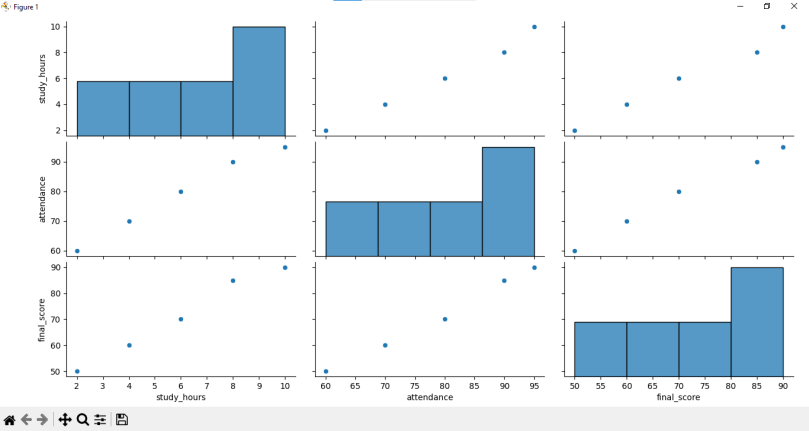 Figure 1
study_hours
10
8
6
4
2
attendance
90
80
70
60
final_score
90
80
70
60
50
2 3 4 5 6 7 8 9 10
study_hours
60 65 70 75 80 85 90 95
attendance
50 55 60 65 70 75 80 85 90
final_score